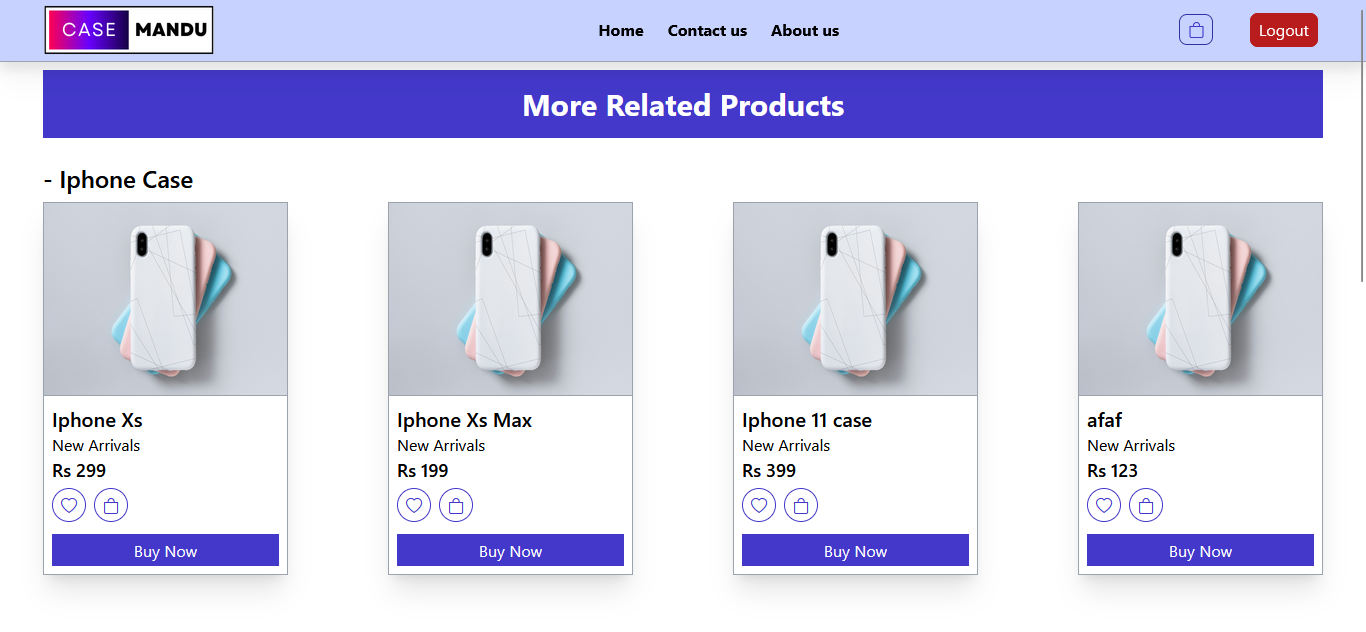 CASE MANDU
Home Contact us About us
Logout
More Related Products
- Iphone Case
Iphone Xs
New Arrivals
Rs 299
Buy Now
Iphone Xs Max
New Arrivals
Rs 199
Buy Now
Iphone 11 case
New Arrivals
Rs 399
Buy Now
afaf
New Arrivals
Rs 123
Buy Now